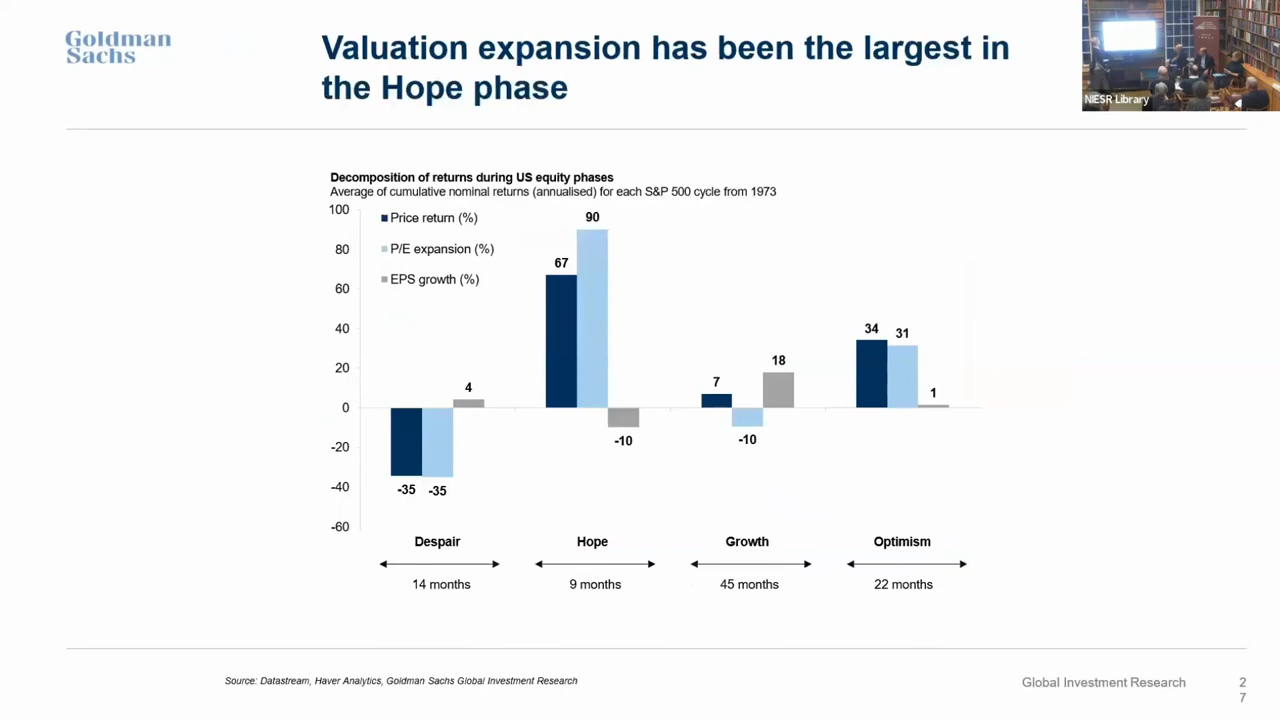 Goldman
Sachs
Valuation expansion has been the largest in
the Hope phase
NIESR Library
Decomposition of returns during US equity phases
Average of cumulative nominal returns (annualised) for each S&P 500 cycle from 1973
100
80
60
40
20
0
-20
-40
-60
Price return (%)
P/E expansion (%)
EPS growth (%)
-35
-35
4
67
90
-10
7
-10
18
34
31
1
Despair
Hope
Growth
Optimism
14 months
9 months
45 months
22 months
Source: Datastream, Haver Analytics, Goldman Sachs Global Investment Research
Global Investment Research
2
7